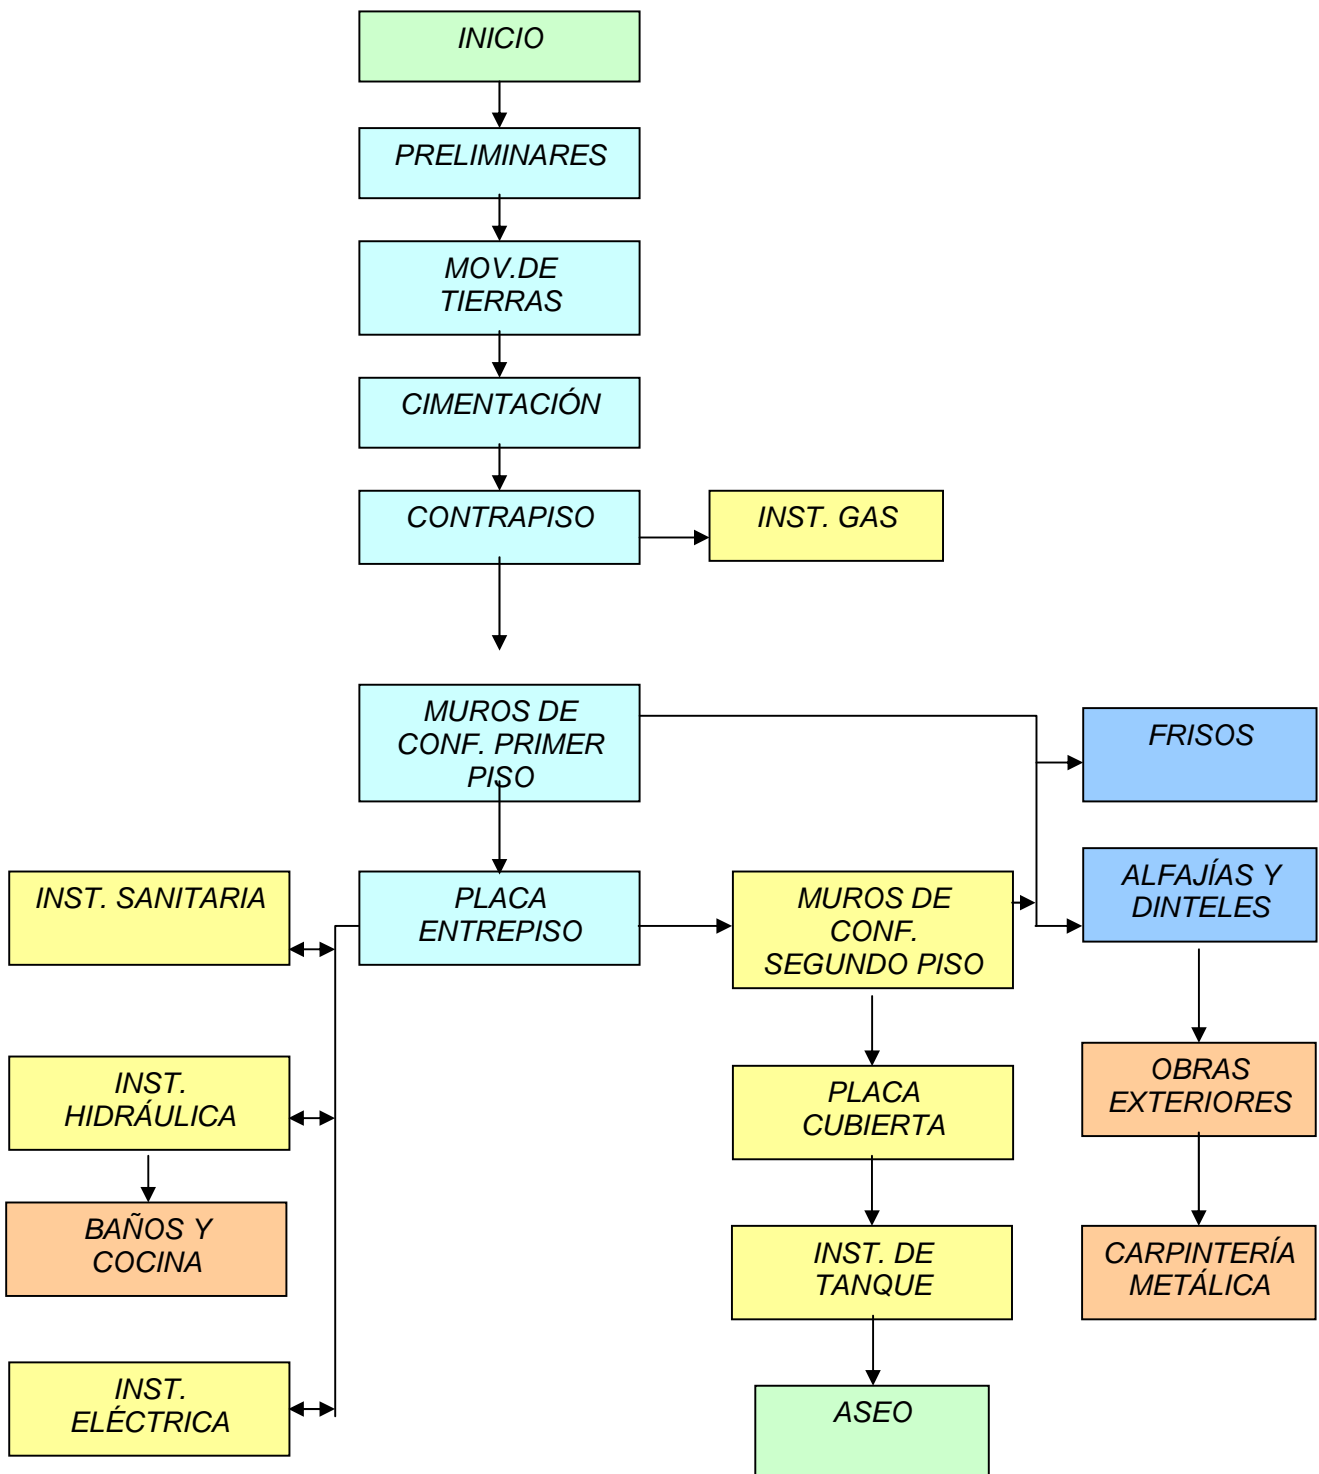 INICIO
PRELIMINARES
MOV.DE
TIERRAS
CIMENTACIÓN
CONTRAPISO
INST. GAS
MUROS DE
CONF. PRIMER
PISO
FRISOS
INST. SANITARIA
PLACA
ENTREPISO
MUROS DE
CONF.
SEGUNDO PISO
ALFAJÍAS Y
DINTELES
INST.
HIDRÁULICA
PLACA
CUBIERTA
OBRAS
EXTERIORES
BAÑOS Y
COCINA
INST. DE
TANQUE
CARPINTERÍA
METÁLICA
INST.
ELÉCTRICA
ASEO